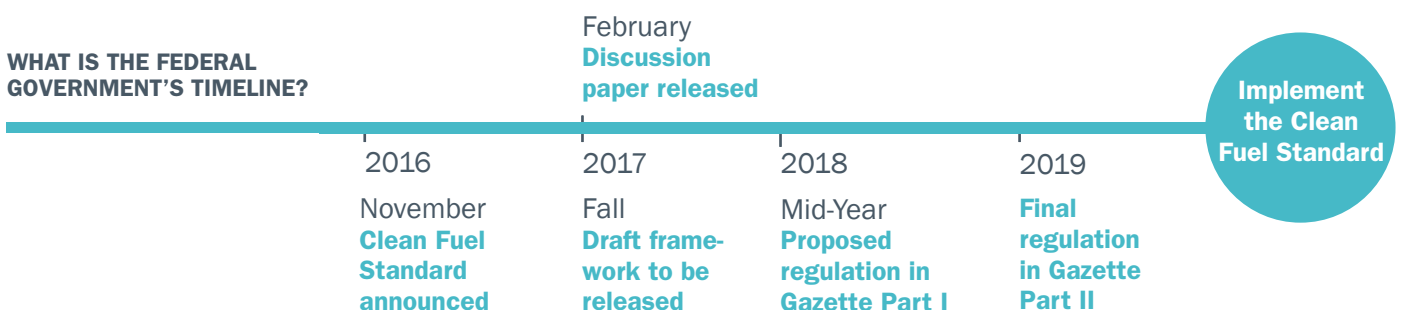 WHAT IS THE FEDERAL
GOVERNMENT'S TIMELINE?
February
Discussion
paper released
2016
November
Clean Fuel
Standard
announced
2017
Fall
Draft frame-
work to be
released
2018
Mid-Year
Proposed
regulation in
Gazette Part I
2019
Final
regulation
in Gazette
Part II
Implement
the Clean
Fuel Standard